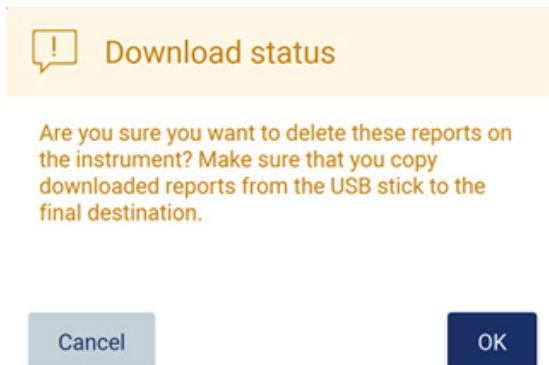 Download status
Are you sure you want to delete these reports on
the instrument? Make sure that you copy
downloaded reports from the USB stick to the
final destination.
Cancel
OK